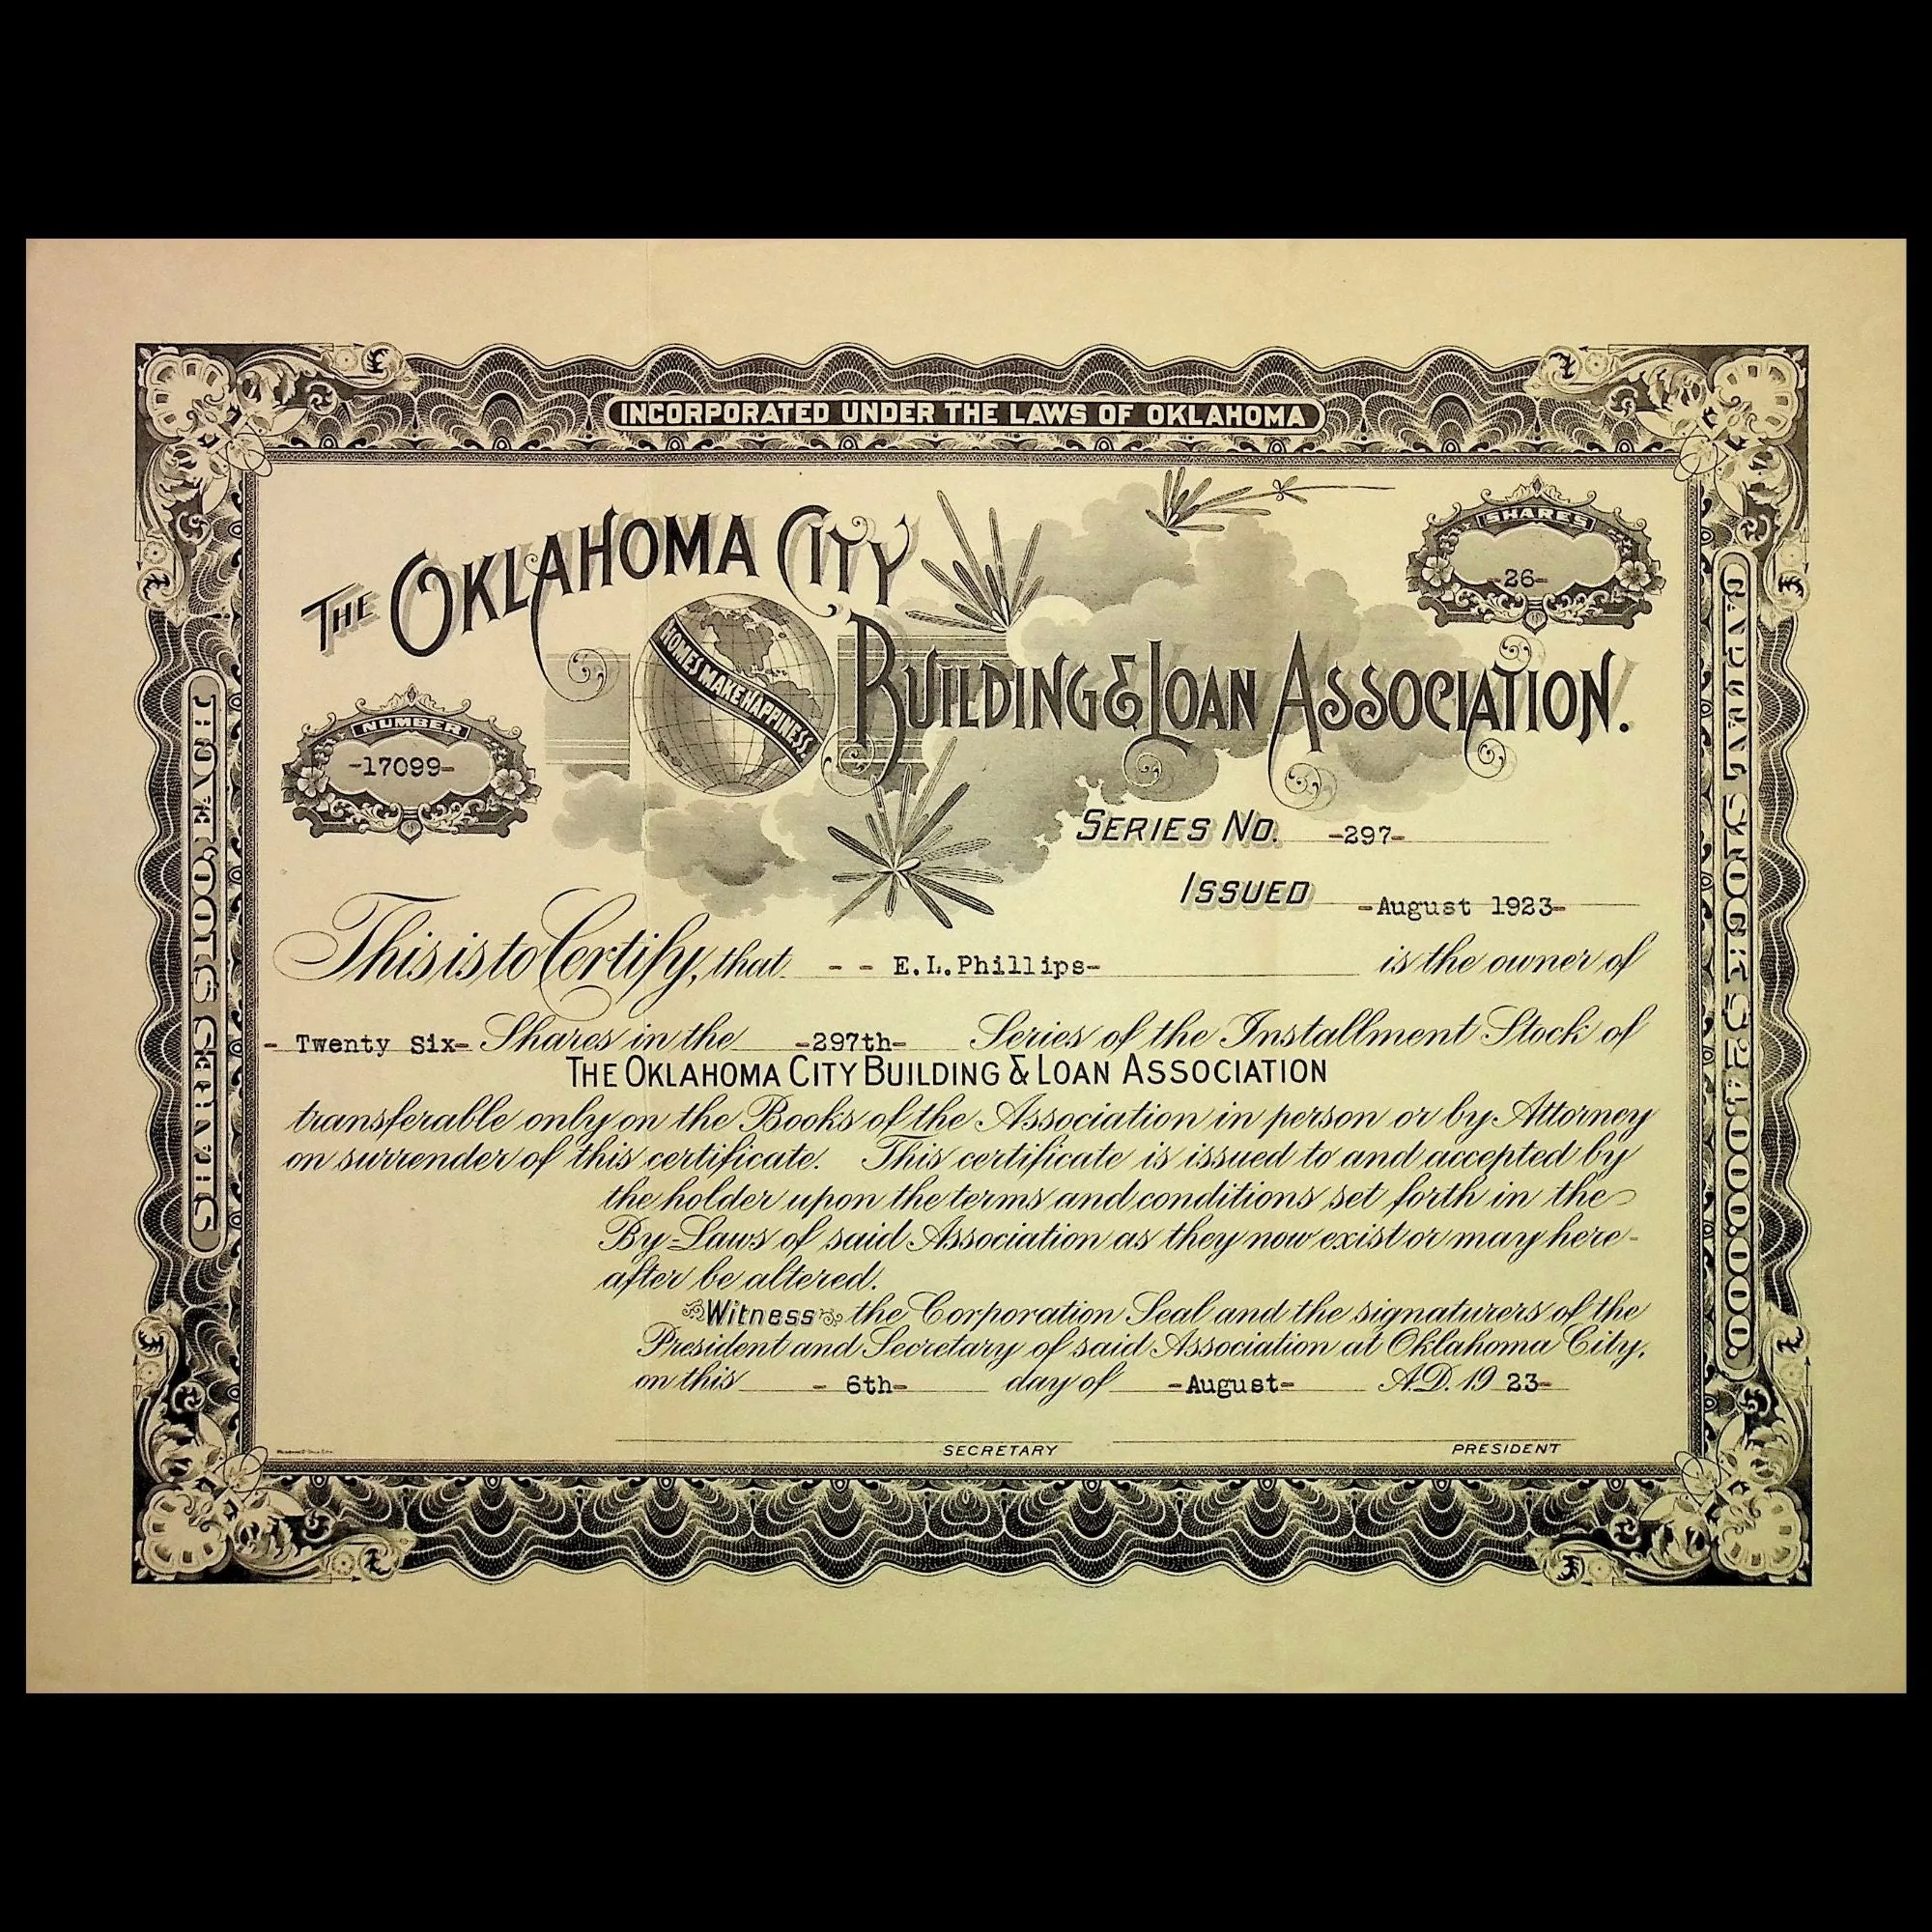 INCORPORATED UNDER THE LAWS OF OKLAHOMA
THE OKLAHOMA CITY
BUILDING & LOAN ASSOCIATION.
HOMES MAKE HAPPINESS
SHARES
-26-
NUMBER
-17099-
SERIES NO. -297-
ISSUED -August 1923-
This is to Certify, that - - E.L.Phillips- is the owner of
- Twenty Six- Shares in the -297th- Series of the Installment Stock of
THE OKLAHOMA CITY BUILDING & LOAN ASSOCIATION
transferable only on the Books of the Association in person or by Attorney
on surrender of this certificate. This certificate is issued to and accepted by
the holder upon the terms and conditions set forth in the
By-Laws of said Association as they now exist or may here-
after be altered.
Witness the Corporation Seal and the signaturers of the
President and Secretary of said Association at Oklahoma City,
on this - 6th- day of -August- A.D. 19 23-
SECRETARY PRESIDENT
SHARES $100, EACH
CAPITAL STOCK $25,000,000.00.